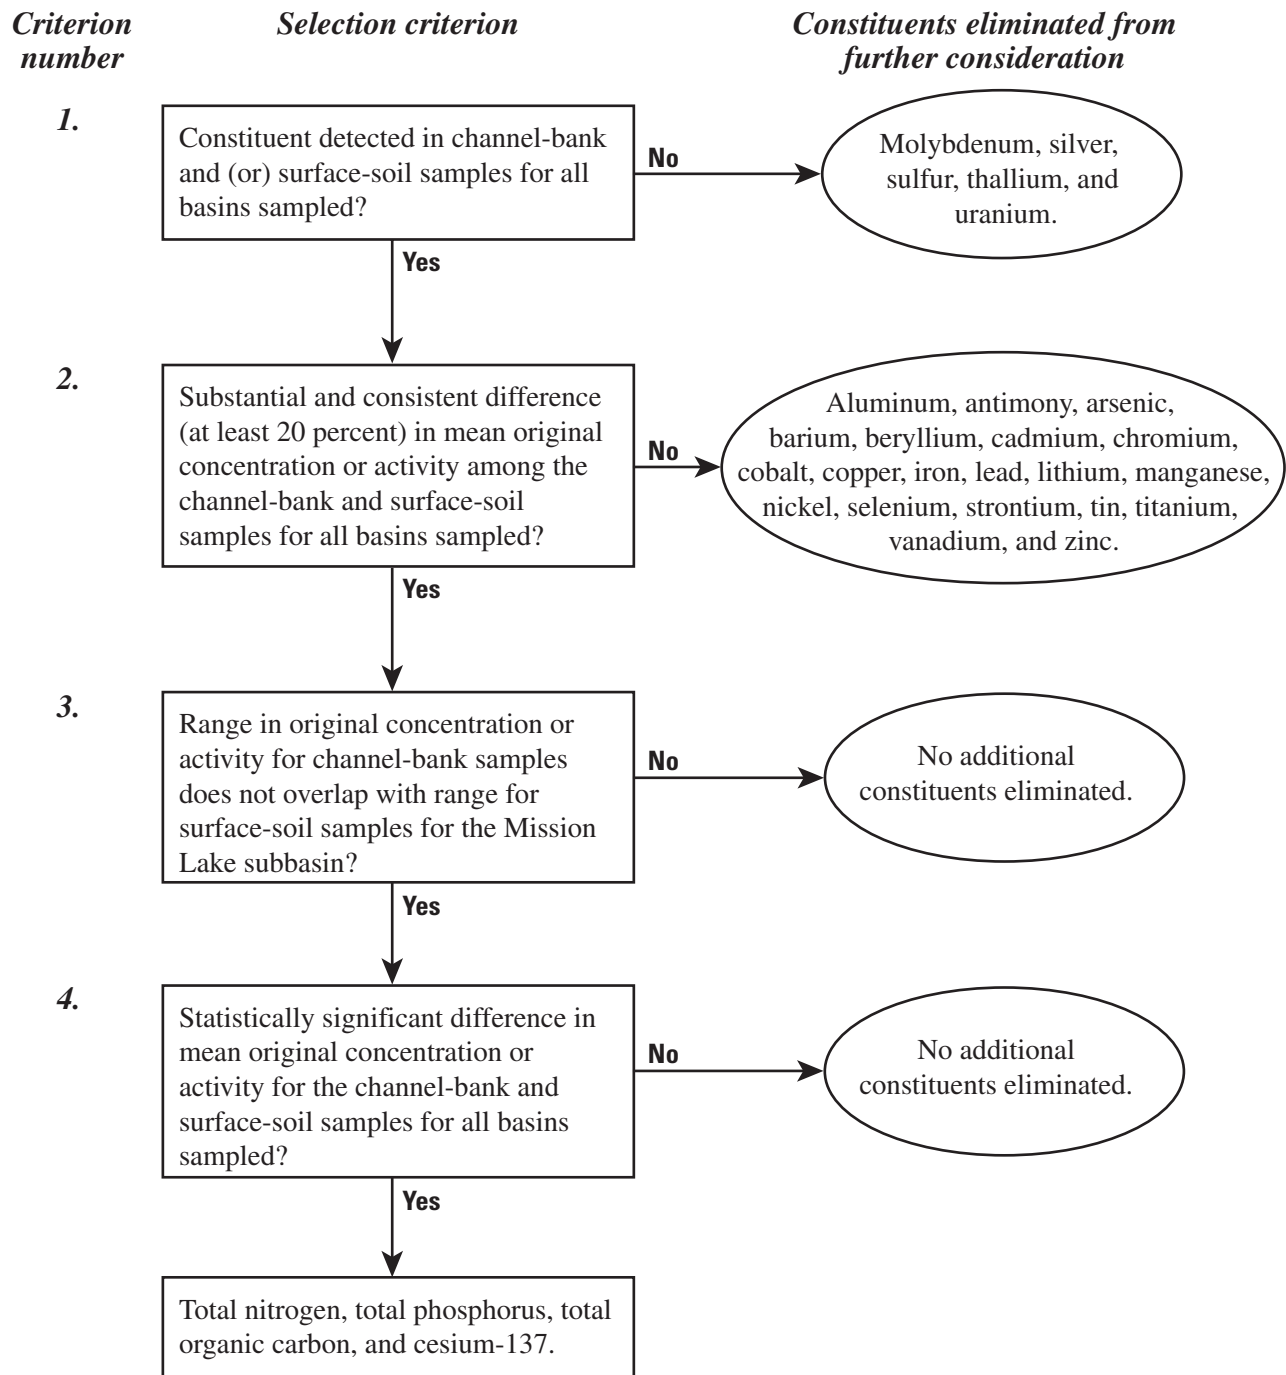 Criterion number
Selection criterion
Constituents eliminated from
further consideration
1.
Constituent detected in channel-bank
and (or) surface-soil samples for all
basins sampled?
No
Molybdenum, silver,
sulfur, thallium, and
uranium.
Yes
2.
Substantial and consistent difference
(at least 20 percent) in mean original
concentration or activity among the
channel-bank and surface-soil
samples for all basins sampled?
No
Aluminum, antimony, arsenic,
barium, beryllium, cadmium, chromium,
cobalt, copper, iron, lead, lithium, manganese,
nickel, selenium, strontium, tin, titanium,
vanadium, and zinc.
Yes
3.
Range in original concentration or
activity for channel-bank samples
does not overlap with range for
surface-soil samples for the Mission
Lake subbasin?
No
No additional
constituents eliminated.
Yes
4.
Statistically significant difference in
mean original concentration or
activity for the channel-bank and
surface-soil samples for all basins
sampled?
No
No additional
constituents eliminated.
Yes
Total nitrogen, total phosphorus, total
organic carbon, and cesium-137.